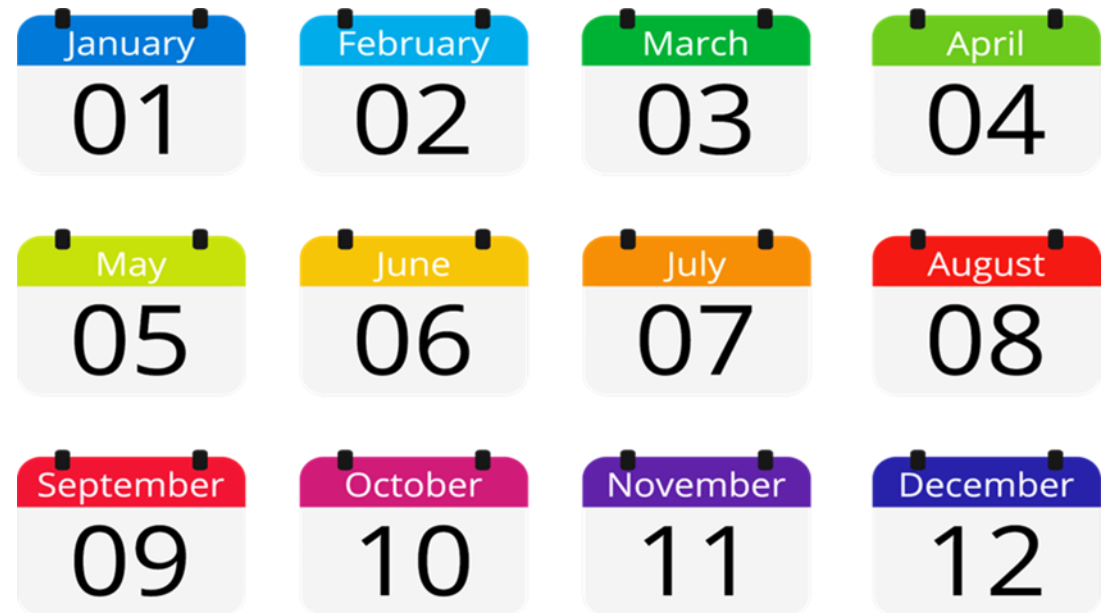 January February March April
01 02 03 04
May June July August
05 06 07 08
September October November December
09 10 11 12